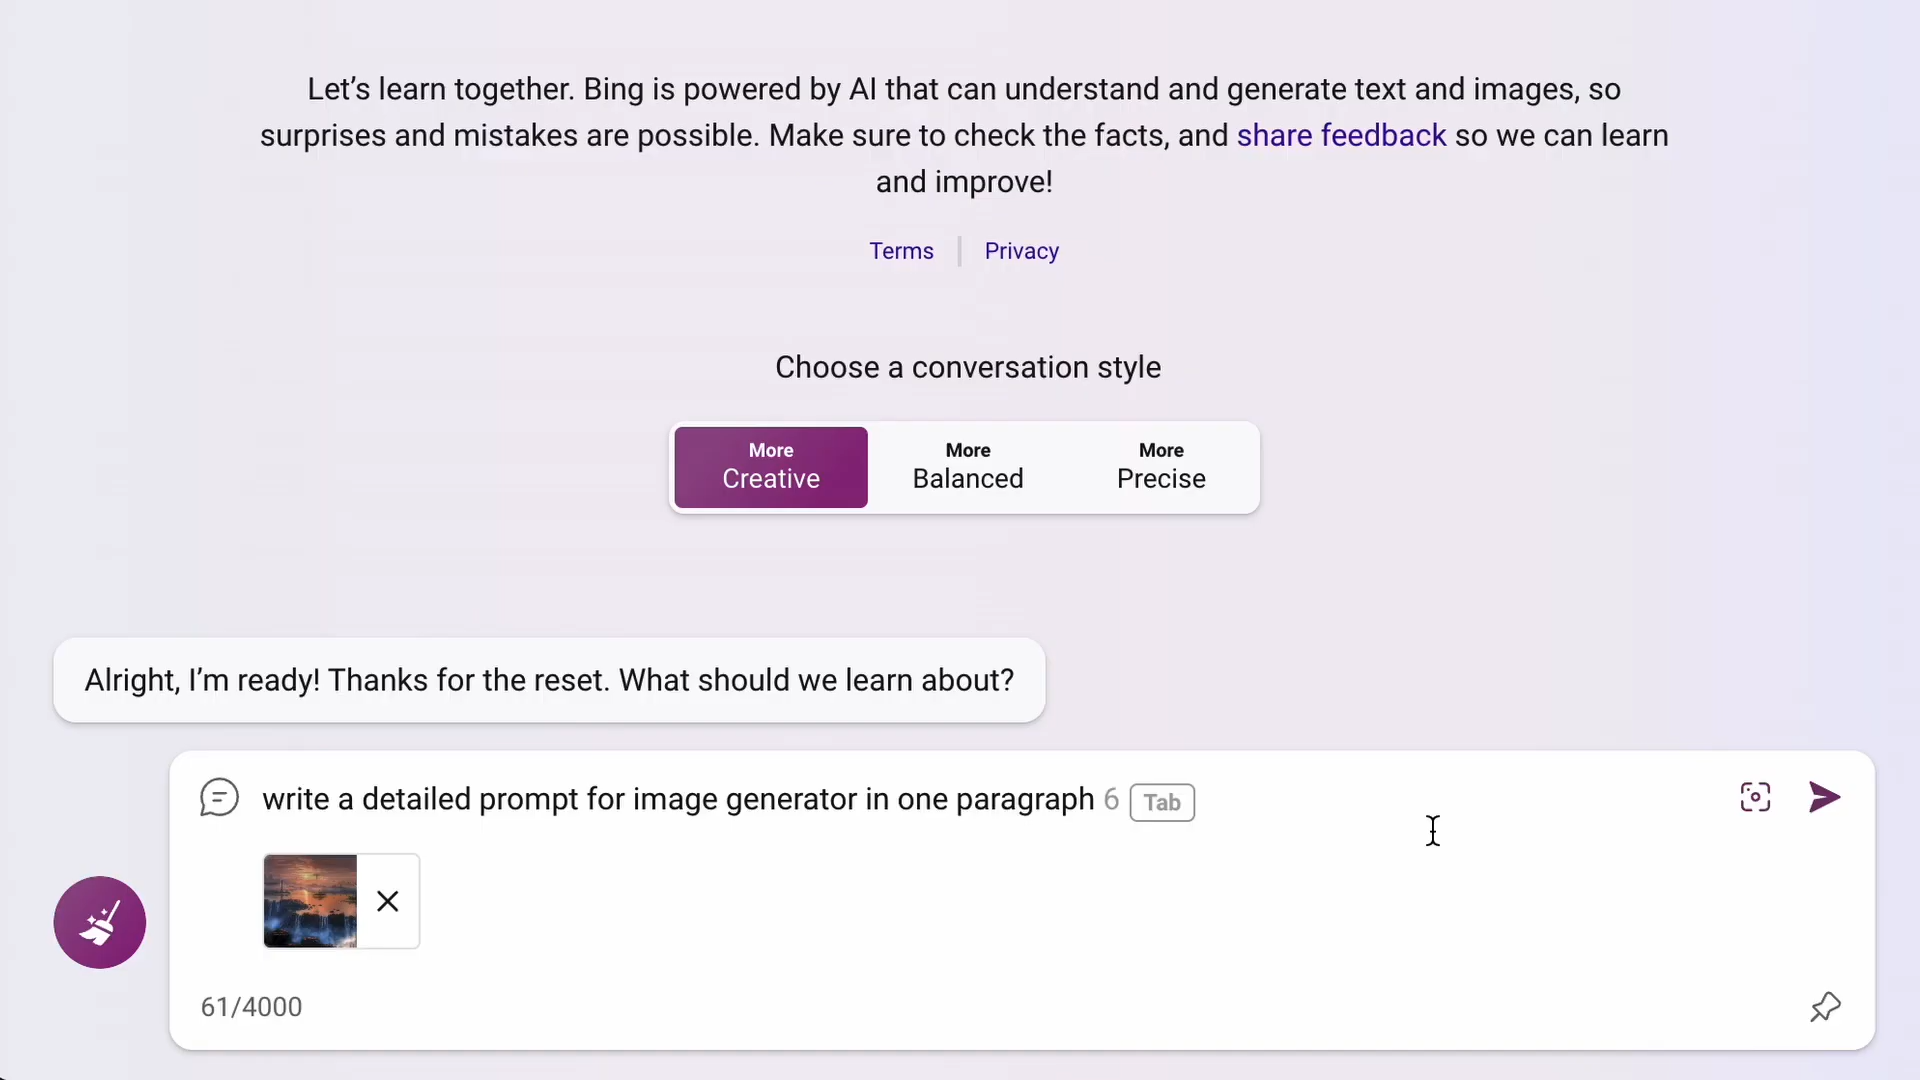 Let’s learn together. Bing is powered by AI that can understand and generate text and images, so
surprises and mistakes are possible. Make sure to check the facts, and share feedback so we can learn
and improve!
Terms | Privacy
Choose a conversation style
More Creative
More Balanced
More Precise
Alright, I’m ready! Thanks for the reset. What should we learn about?
write a detailed prompt for image generator in one paragraph 6 Tab
61/4000